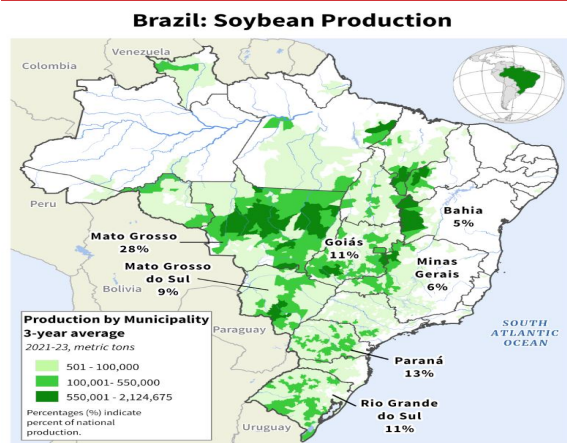 Brazil: Soybean Production
Venezuela
Colombia
Peru
Mato Grosso
28%
Goiás
11%
Bahia
5%
Mato Grosso
do Sul
9%
Minas
Gerais
6%
Bolivia
Paraguay
SOUTH
ATLANTIC
OCEAN
Paraná
13%
Rio Grande
do Sul
11%
Uruguay
Production by Municipality
3-year average
2021-23, metric tons
501 - 100,000
100,001- 550,000
550,001 - 2,124,675
Percentages (%) indicate
percent of national
production.